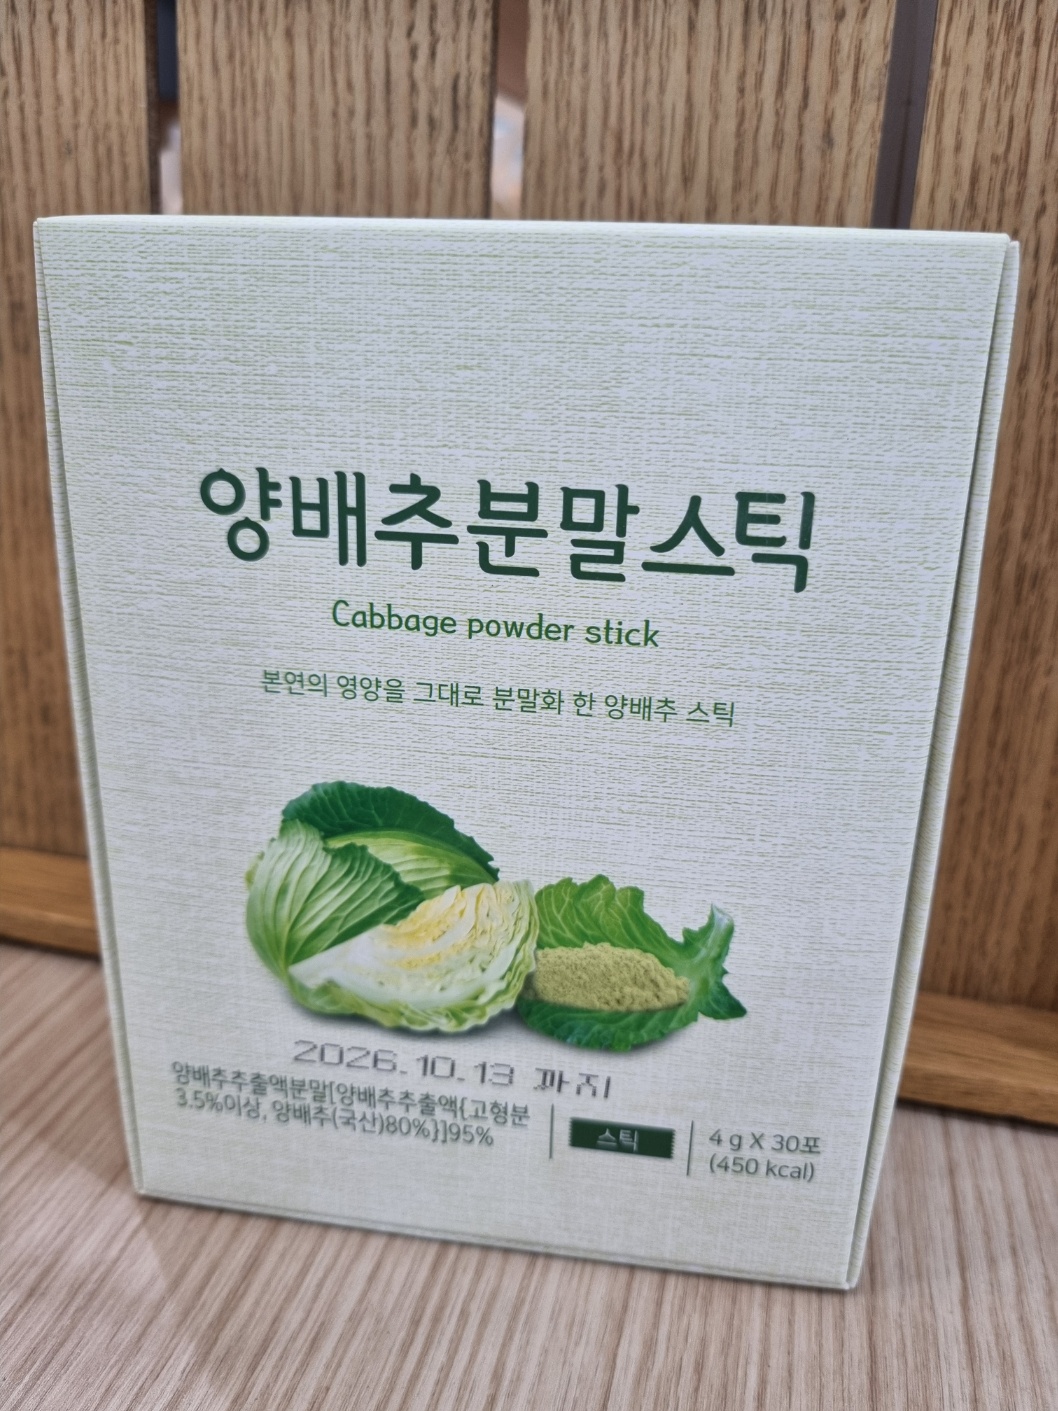 양배추분말스틱
Cabbage powder stick
본연의 영양을 그대로 분말화 한 양배추 스틱
2026.10.13 까지
양배추추출액분말[양배추추출액{고형분
3.5%이상, 양배추(국산)80%}]95%
스틱
4 g X 30포
(450 kcal)